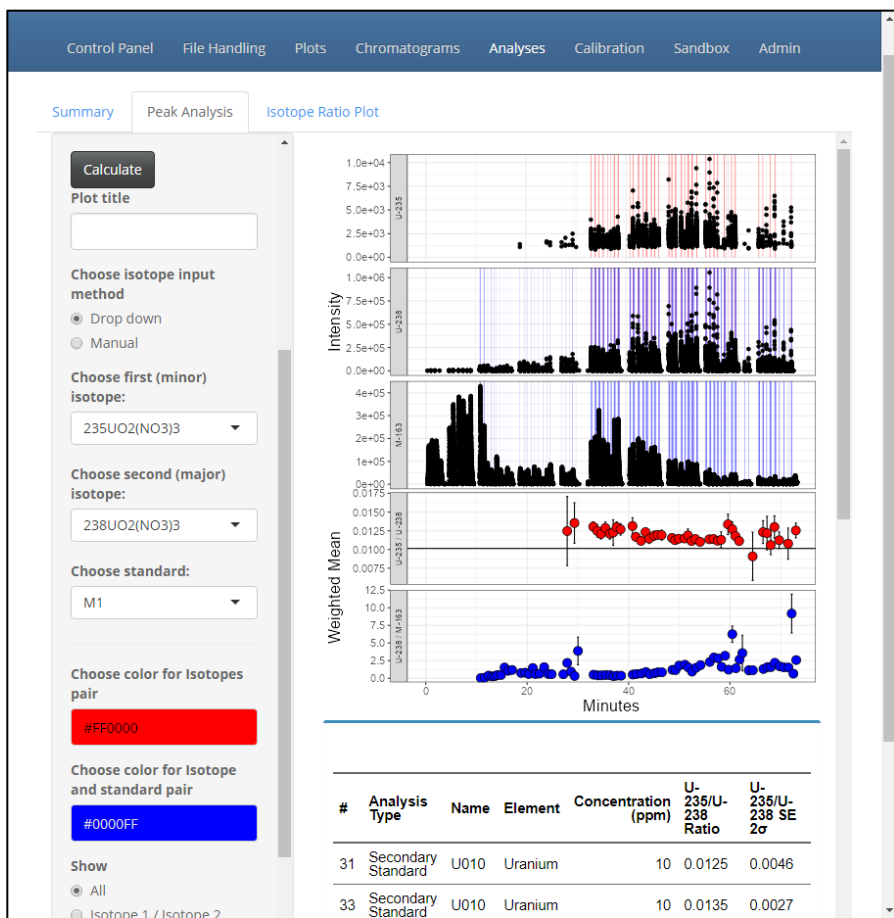 Control Panel File Handling Plots Chromatograms Analyses Calibration Sandbox Admin
Summary Peak Analysis Isotope Ratio Plot
Calculate
Plot title
Choose isotope input
method
Drop down
Manual
Choose first (minor)
isotope:
235UO2(NO3)3
Choose second (major)
isotope:
238UO2(NO3)3
Choose standard:
M1
Choose color for Isotopes
pair
#FF0000
Choose color for Isotope
and standard pair
#0000FF
Show
All
Isotope 1 / Isotope 2
Intensity
U-235
1.0e+04
7.5e+03
5.0e+03
2.5e+03
0.0e+00
U-238
1.0e+06
7.5e+05
5.0e+05
2.5e+05
0.0e+00
M-163
4e+05
3e+05
2e+05
1e+05
0e+00
Weighted Mean
U-235 / U-238
0.0175
0.0150
0.0125
0.0100
0.0075
U-238 / M-163
12.5
10.0
7.5
5.0
2.5
0.0
0 20 40 60
Minutes
# Analysis Type Name Element Concentration (ppm) U-235/U-238 Ratio U-235/U-238 SE 2σ
31 Secondary Standard U010 Uranium 10 0.0125 0.0046
33 Secondary Standard U010 Uranium 10 0.0135 0.0027